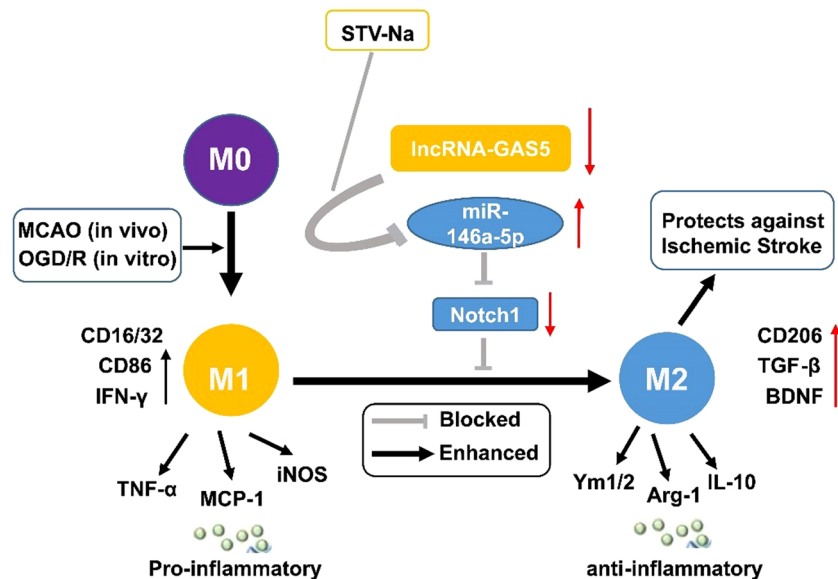 STV-Na
lncRNA-GAS5
M0
miR-
146a-5p
MCAO (in vivo)
OGD/R (in vitro)
Protects against
Ischemic Stroke
Notch1
CD16/32
CD86
IFN-γ
M1
M2
CD206
TGF-β
BDNF
Blocked
Enhanced
TNF-α
MCP-1
iNOS
Ym1/2
Arg-1
IL-10
Pro-inflammatory
anti-inflammatory